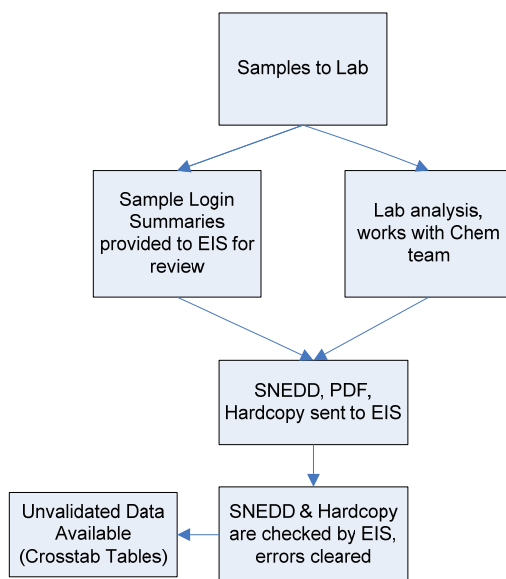 Samples to Lab
Sample Login
Summaries
provided to EIS for
review
Lab analysis,
works with Chem
team
SNEDD, PDF,
Hardcopy sent to EIS
Unvalidated Data
Available
(Crosstab Tables)
SNEDD & Hardcopy
are checked by EIS,
errors cleared